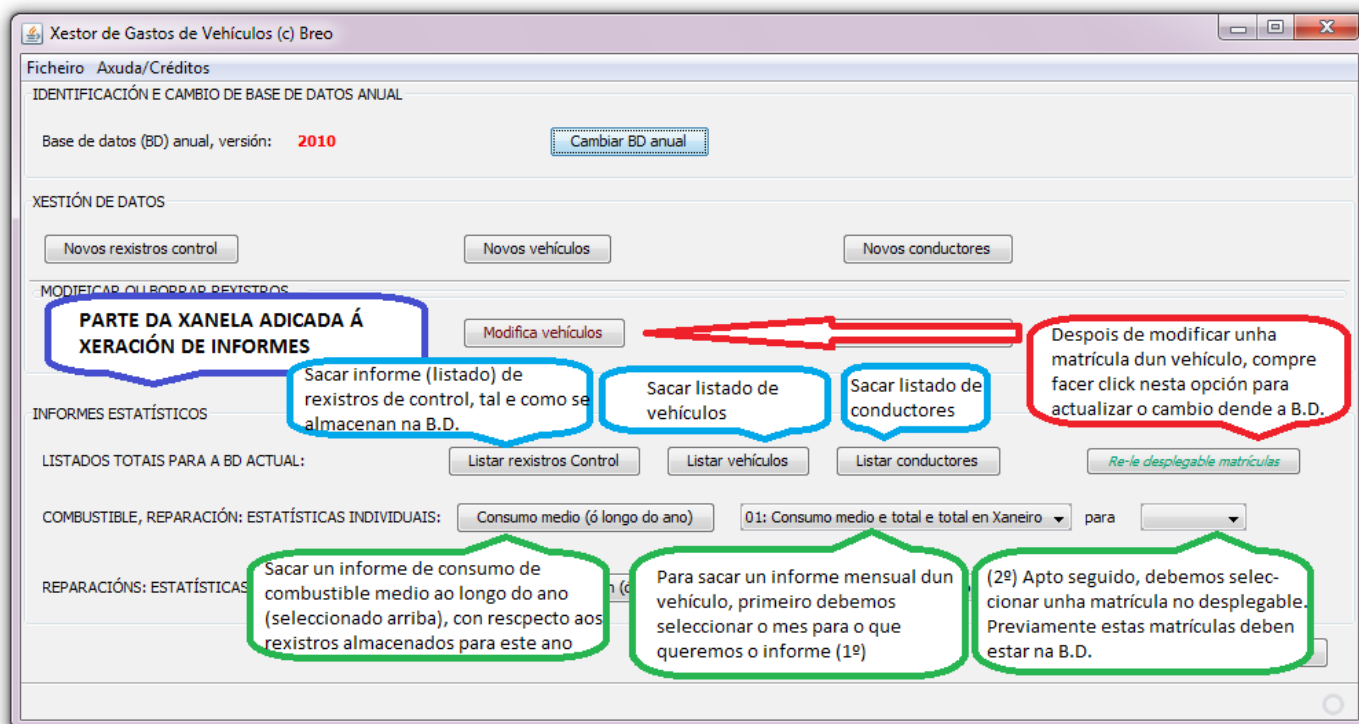 Xestor de Gastos de Vehículos (c) Breo
Ficheiro Axuda/Créditos
IDENTIFICACIÓN E CAMBIO DE BASE DE DATOS ANUAL
Base de datos (BD) anual, versión: 2010
Cambiar BD anual
XESTIÓN DE DATOS
Novos rexistros control
Novos vehículos
Novos conductores
MODIFICAR OU BORRAR REXISTROS
PARTE DA XANELA ADICADA Á
XERACIÓN DE INFORMES
Modifica vehículos
Despois de modificar unha
matrícula dun vehículo, compre
facer click nesta opción para
actualizar o cambio dende a B.D.
Sacar informe (listado) de
rexistros de control, tal e como se
almacenan na B.D.
Sacar listado de
vehículos
Sacar listado de
conductores
INFORMES ESTATÍSTICOS
LISTADOS TOTAIS PARA A BD ACTUAL:
Listar rexistros Control
Listar vehículos
Listar conductores
Re-le desplegable matrículas
COMBUSTIBLE, REPARACIÓN: ESTATÍSTICAS INDIVIDUAIS:
Consumo medio (ó longo do ano)
01: Consumo medio e total e total en Xaneiro
para
REPARACIÓNS: ESTATÍSTICAS
Sacar un informe de consumo de
combustible medio ao longo do ano
(seleccionado arriba), con rescpecto aos
rexistros almacenados para este ano
Para sacar un informe mensual dun
vehículo, primeiro debemos
seleccionar o mes para o que
queremos o informe (1º)
(2º) Apto seguido, debemos selec-
cionar unha matrícula no desplegable.
Previamente estas matrículas deben
estar na B.D.